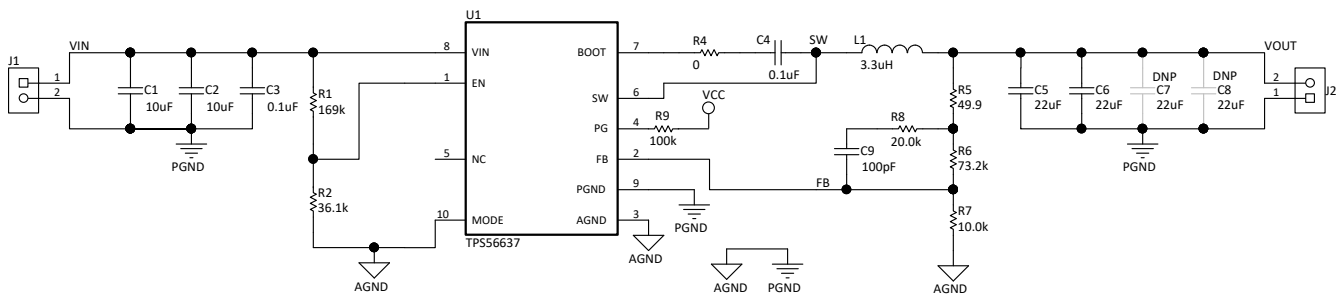 U1
J1
VIN
1
2
C1
10uF
C2
10uF
C3
0.1uF
PGND
R1
169k
R2
36.1k
AGND
8
VIN
1
EN
5
NC
10
MODE
TPS56637
BOOT
7
SW
6
PG
4
FB
2
PGND
9
AGND
3
R4
0
C4
0.1uF
SW
L1
3.3uH
VCC
R9
100k
PGND
AGND
AGND
PGND
C9
100pF
R8
20.0k
FB
R5
49.9
R6
73.2k
R7
10.0k
AGND
C5
22uF
C6
22uF
DNP
C7
22uF
DNP
C8
22uF
PGND
VOUT
2
1
J2